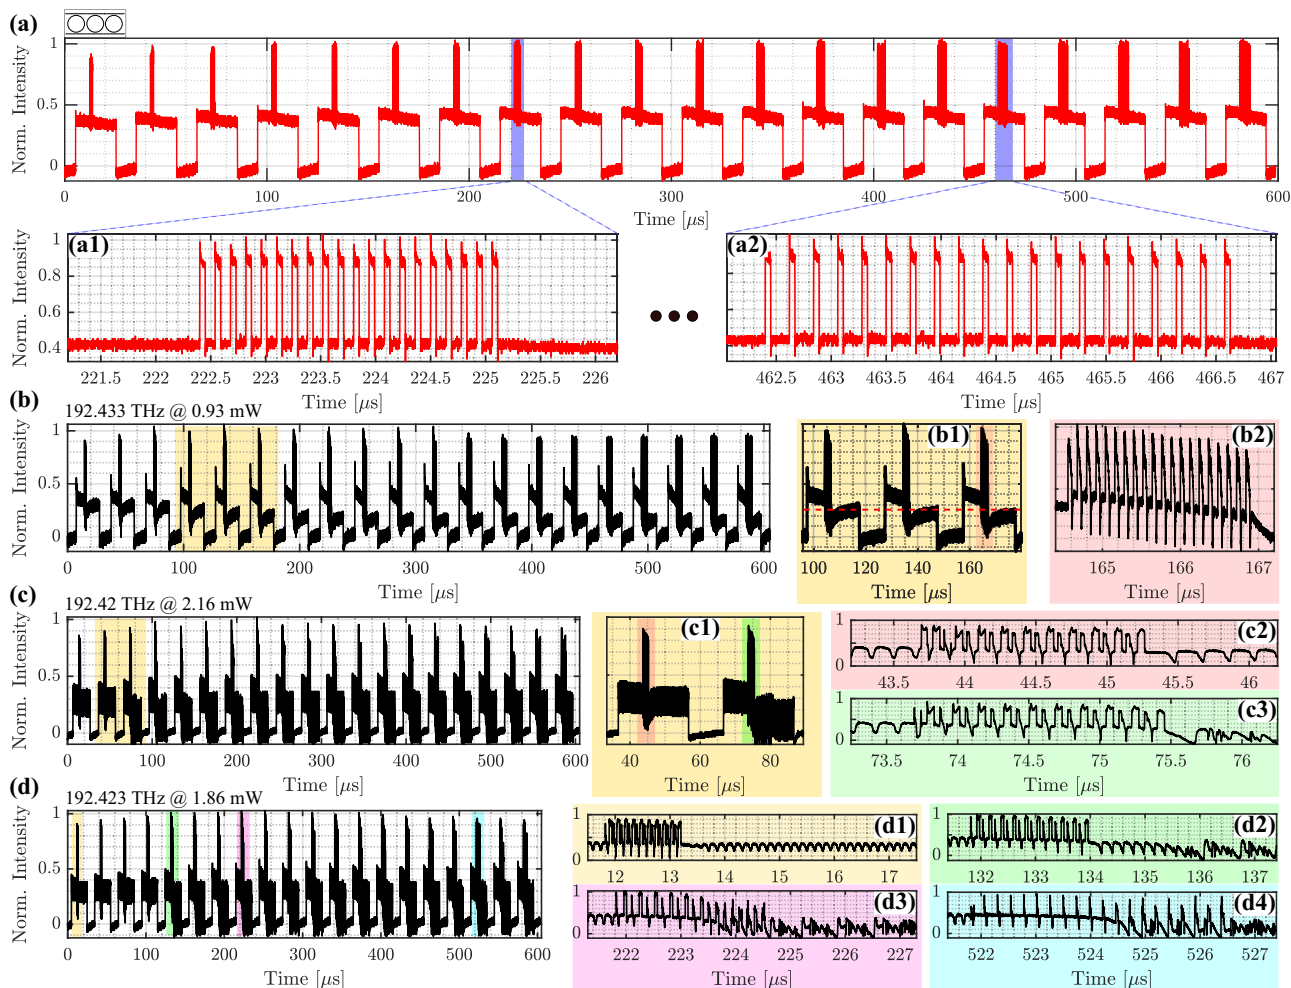 (a)
Norm. Intensity
1
0.5
0
0 100 200 300 400 500 600
Time [μs]
(a1)
(a2)
Norm. Intensity
1
0.8
0.6
0.4
221.5 222 222.5 223 223.5 224 224.5 225 225.5 226
462.5 463 463.5 464 464.5 465 465.5 466 466.5 467
Time [μs]
Time [μs]
(b)
192.433 THz @ 0.93 mW
Norm. Intensity
1
0.5
0
0 100 200 300 400 500 600
Time [μs]
(b1)
100 120 140 160
Time [μs]
(b2)
165 166 167
Time [μs]
(c)
192.42 THz @ 2.16 mW
Norm. Intensity
1
0.5
0
0 100 200 300 400 500 600
Time [μs]
(c1)
40 60 80
Time [μs]
(c2)
1
0
43.5 44 44.5 45 45.5 46
(c3)
1
0
73.5 74 74.5 75 75.5 76
Time [μs]
(d)
192.423 THz @ 1.86 mW
Norm. Intensity
1
0.5
0
0 100 200 300 400 500 600
Time [μs]
(d1)
1
0
12 13 14 15 16 17
(d2)
1
0
132 133 134 135 136 137
(d3)
1
0
222 223 224 225 226 227
Time [μs]
(d4)
1
0
522 523 524 525 526 527
Time [μs]